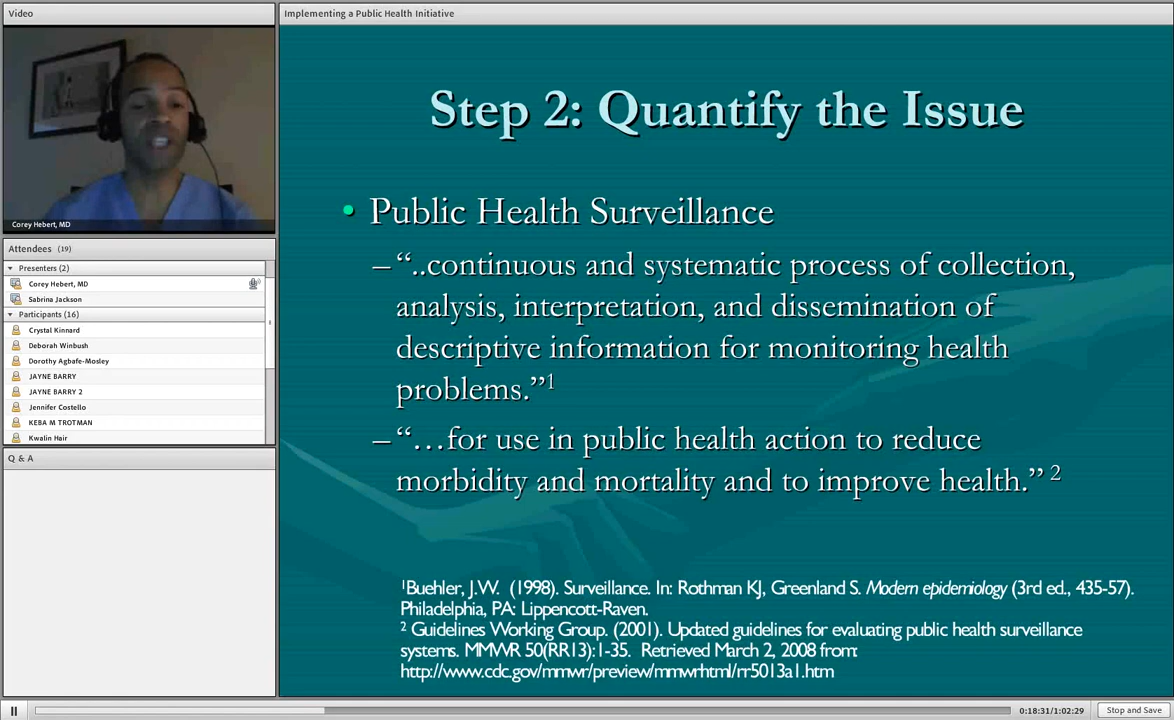 Video
Corey Hebert, MD
Attendees (19)
Presenters (2)
Corey Hebert, MD
Sabrina Jackson
Participants (16)
Crystal Kinnard
Deborah Winbush
Dorothy Agbafe-Mosley
JAYNE BARRY
JAYNE BARRY 2
Jennifer Costello
KEBA M TROTMAN
Kwalin Hair
Q & A
Implementing a Public Health Initiative
Step 2: Quantify the Issue
• Public Health Surveillance
– “..continuous and systematic process of collection,
analysis, interpretation, and dissemination of
descriptive information for monitoring health
problems.”1
– “…for use in public health action to reduce
morbidity and mortality and to improve health.” 2
1Buehler, J.W. (1998). Surveillance. In: Rothman KJ, Greenland S. Modern epidemiology (3rd ed., 435-57).
Philadelphia, PA: Lippencott-Raven.
2 Guidelines Working Group. (2001). Updated guidelines for evaluating public health surveillance
systems. MMWR 50(RR13):1-35. Retrieved March 2, 2008 from:
http://www.cdc.gov/mmwr/preview/mmwrhtml/rr5013a1.htm
0:18:31/1:02:29
Stop and Save